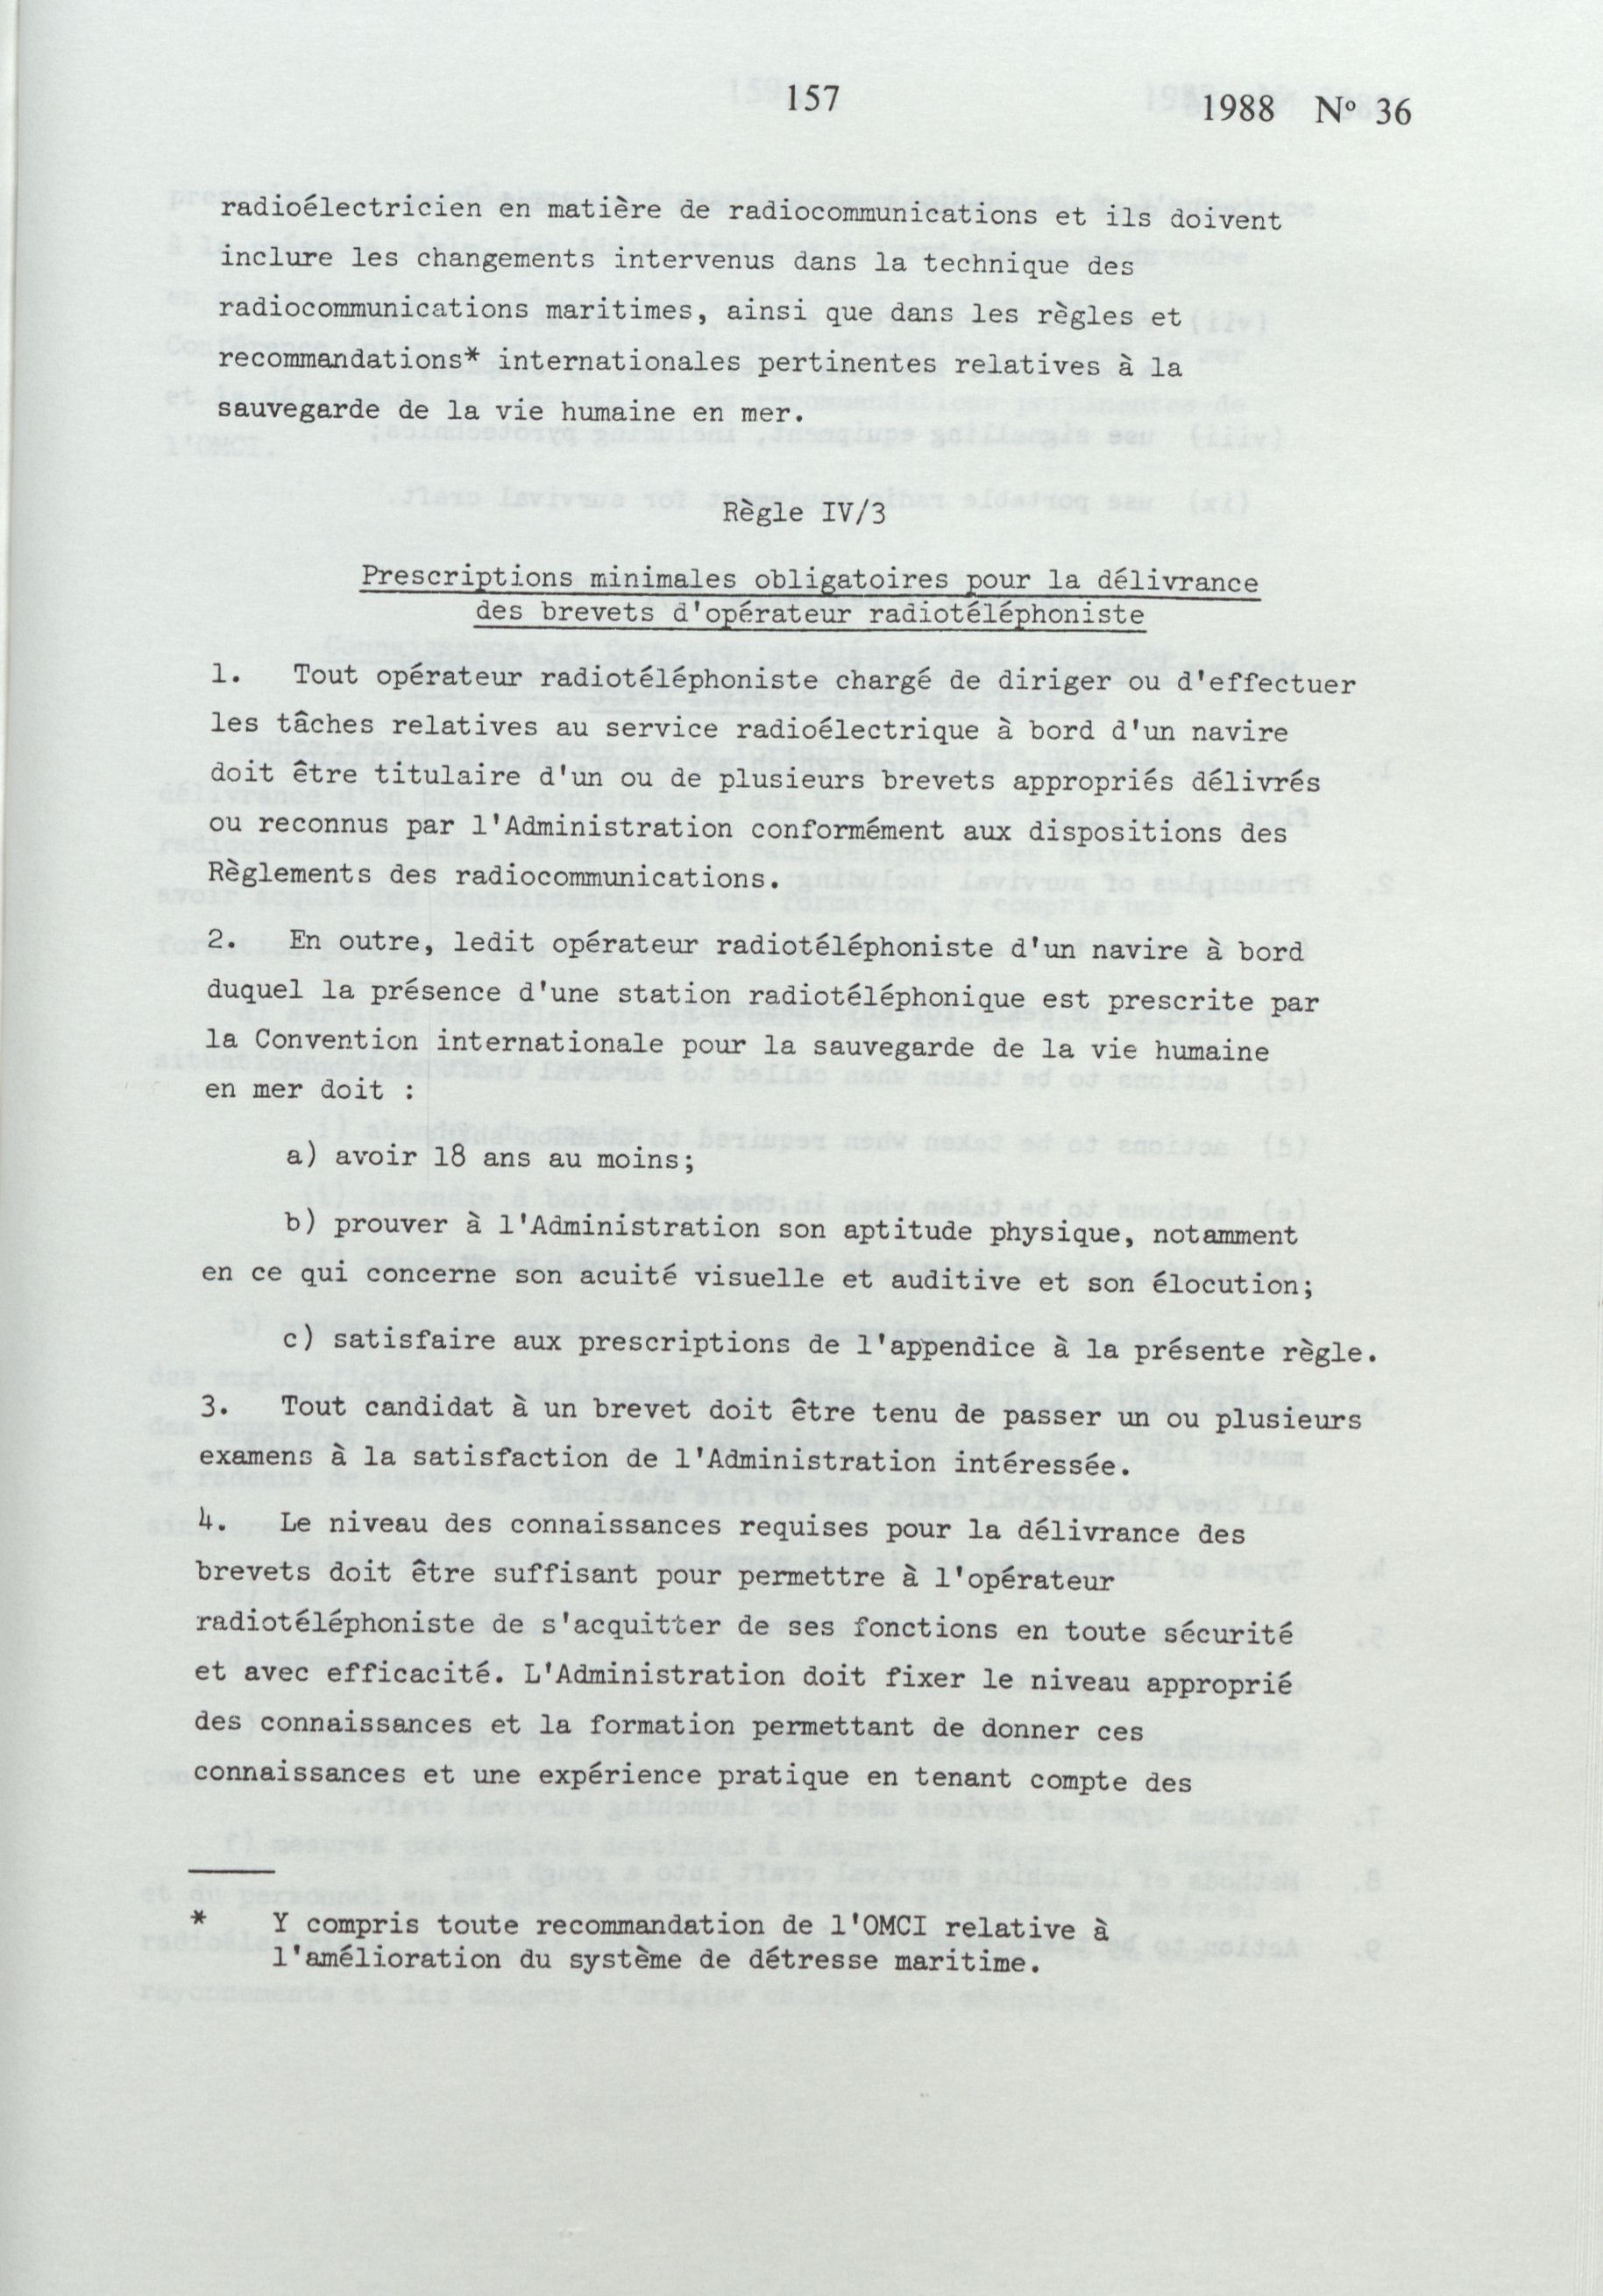 157
1988 Nº 36
radioélectricien en matière de radiocommunications et ils doivent
inclure les changements intervenus dans la technique des
radiocommunications maritimes, ainsi que dans les règles et
recommandations* internationales pertinentes relatives à la
sauvegarde de la vie humaine en mer.
Règle IV/3
Prescriptions minimales obligatoires pour la délivrance
des brevets d'opérateur radiotéléphoniste
1. Tout opérateur radiotéléphoniste chargé de diriger ou d'effectuer
les tâches relatives au service radioélectrique à bord d'un navire
doit être titulaire d'un ou de plusieurs brevets appropriés délivrés
ou reconnus par l'Administration conformément aux dispositions des
Règlements des radiocommunications.
2. En outre, ledit opérateur radiotéléphoniste d'un navire à bord
duquel la présence d'une station radiotéléphonique est prescrite par
la Convention internationale pour la sauvegarde de la vie humaine
en mer doit :
a) avoir 18 ans au moins;
b) prouver à l'Administration son aptitude physique, notamment
en ce qui concerne son acuité visuelle et auditive et son élocution;
c) satisfaire aux prescriptions de l'appendice à la présente règle.
3. Tout candidat à un brevet doit être tenu de passer un ou plusieurs
examens à la satisfaction de l'Administration intéressée.
4. Le niveau des connaissances requises pour la délivrance des
brevets doit être suffisant pour permettre à l'opérateur
radiotéléphoniste de s'acquitter de ses fonctions en toute sécurité
et avec efficacité. L'Administration doit fixer le niveau approprié
des connaissances et la formation permettant de donner ces
connaissances et une expérience pratique en tenant compte des
* Y compris toute recommandation de l'OMCI relative à
l'amélioration du système de détresse maritime.